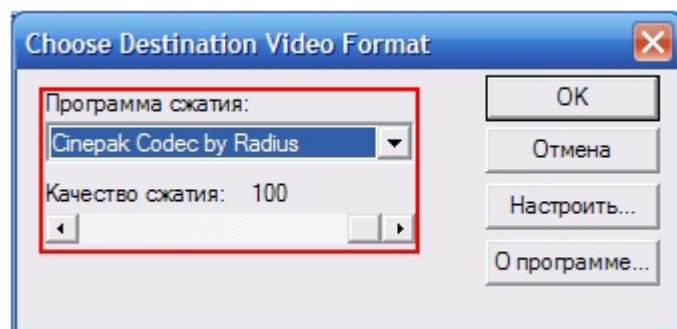 Choose Destination Video Format
Программа сжатия:
Cinepak Codec by Radius
Качество сжатия: 100
OK
Отмена
Настроить...
О программе...